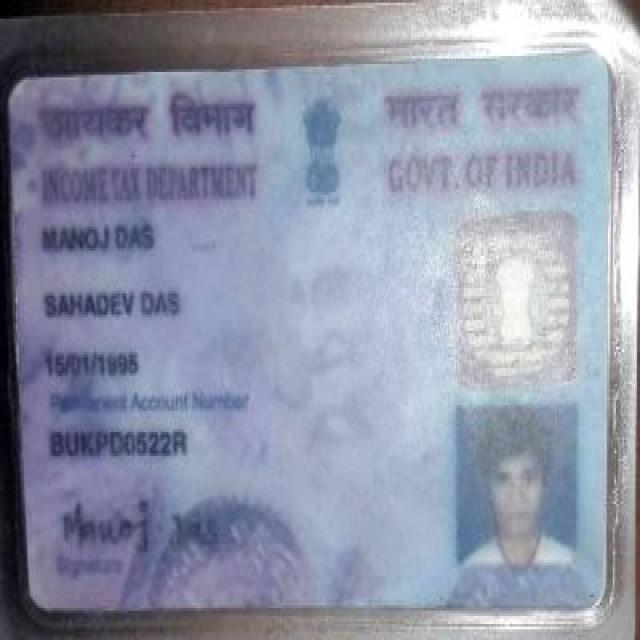 आयकर विभाग भारत सरकार
INCOME TAX DEPARTMENT GOVT. OF INDIA
MANOJ DAS
SAHADEV DAS
15/01/1995
Permanent Account Number
BUKPD0522R
Manoj Das
Signature